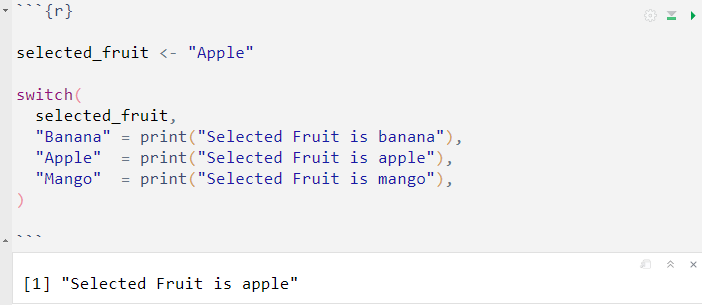 ```{r}
selected_fruit <- "Apple"
switch(
  selected_fruit,
  "Banana" = print("Selected Fruit is banana"),
  "Apple"  = print("Selected Fruit is apple"),
  "Mango"  = print("Selected Fruit is mango"),
)
```
[1] "Selected Fruit is apple"